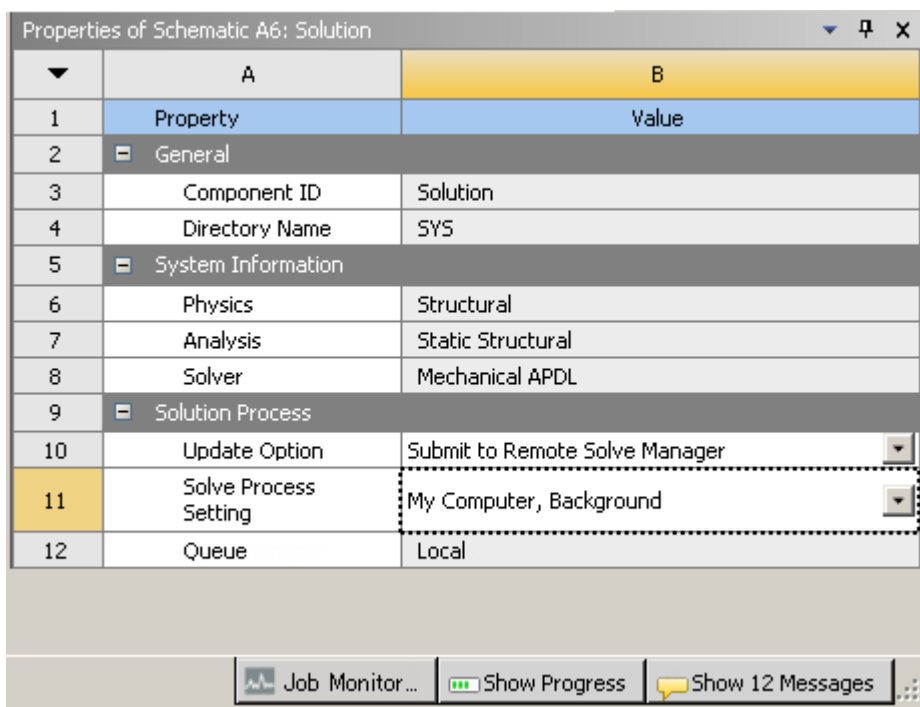 Properties of Schematic A6: Solution
A B
1 Property Value
2 General
3 Component ID Solution
4 Directory Name SYS
5 System Information
6 Physics Structural
7 Analysis Static Structural
8 Solver Mechanical APDL
9 Solution Process
10 Update Option Submit to Remote Solve Manager
11 Solve Process Setting My Computer, Background
12 Queue Local
Job Monitor... Show Progress Show 12 Messages